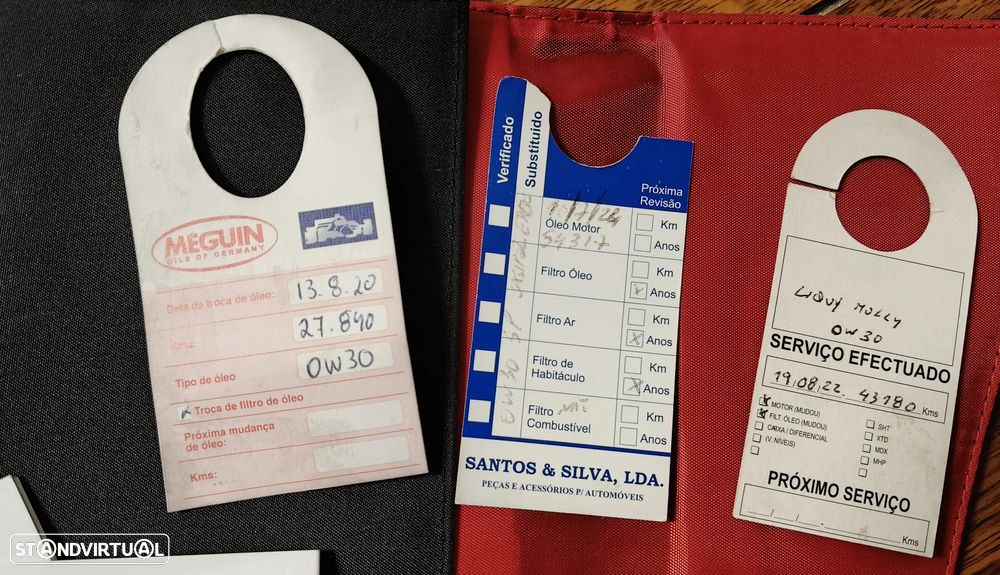 MEGUIN
OILS OF GERMANY
Data da troca de óleo: 13.8.20
Kms: 27.840
Tipo de óleo 0W30
Troca de filtro de óleo
Próxima mudança
de óleo:
Kms:
Verificado
Substituído
Próxima
Revisão
Óleo Motor
54317
Km
Anos
Filtro Óleo
Km
Anos
Filtro Ar
Km
Anos
Filtro de
Habitáculo
Km
Anos
Filtro
Combustível
Km
Anos
0W30 SP
SANTOS & SILVA, LDA.
PEÇAS E ACESSÓRIOS P/ AUTOMÓVEIS
LIQUY MOLLY
0W30
SERVIÇO EFECTUADO
19/08/22 43180 Kms
MOTOR (MUDOU)
FILT. ÓLEO (MUDOU)
CAIXA / DIFERENCIAL
(V. NÍVEIS)
SHT
XTD
MDX
MHP
PRÓXIMO SERVIÇO
Kms
STANDVIRTUAL